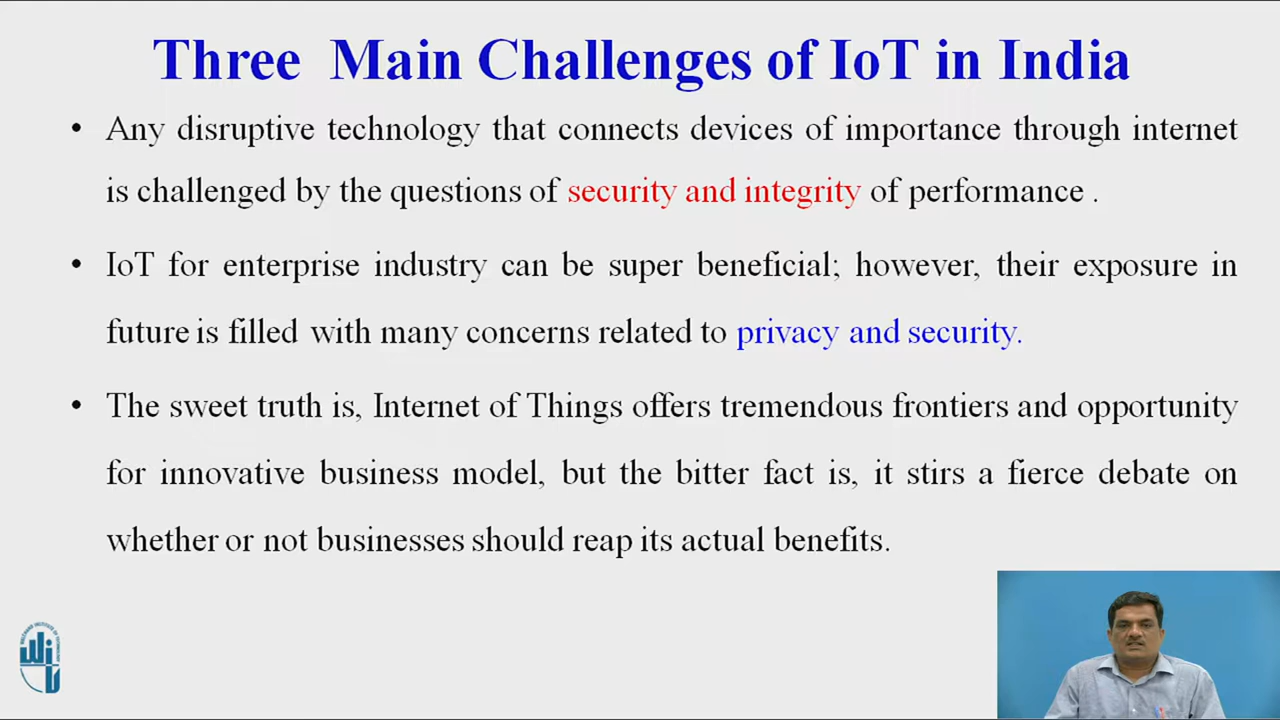 Three Main Challenges of IoT in India
• Any disruptive technology that connects devices of importance through internet
is challenged by the questions of security and integrity of performance .
• IoT for enterprise industry can be super beneficial; however, their exposure in
future is filled with many concerns related to privacy and security.
• The sweet truth is, Internet of Things offers tremendous frontiers and opportunity
for innovative business model, but the bitter fact is, it stirs a fierce debate on
whether or not businesses should reap its actual benefits.